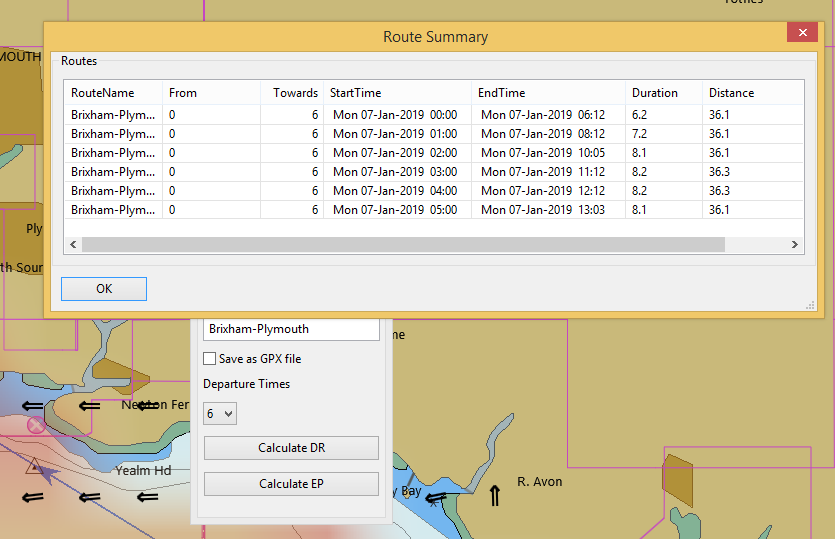 Route Summary
MOUTH
Routes
RouteName From Towards StartTime EndTime Duration Distance
Brixham-Plym... 0 6 Mon 07-Jan-2019 00:00 Mon 07-Jan-2019 06:12 6.2 36.1
Brixham-Plym... 0 6 Mon 07-Jan-2019 01:00 Mon 07-Jan-2019 08:12 7.2 36.1
Brixham-Plym... 0 6 Mon 07-Jan-2019 02:00 Mon 07-Jan-2019 10:05 8.1 36.1
Brixham-Plym... 0 6 Mon 07-Jan-2019 03:00 Mon 07-Jan-2019 11:12 8.2 36.3
Brixham-Plym... 0 6 Mon 07-Jan-2019 04:00 Mon 07-Jan-2019 12:12 8.2 36.3
Brixham-Plym... 0 6 Mon 07-Jan-2019 05:00 Mon 07-Jan-2019 13:03 8.1 36.1
Ply
th Sour
OK
Brixham-Plymouth
me
Save as GPX file
Departure Times
Newton Fer
6
Calculate DR
Yealm Hd
Calculate EP
y Bay
R. Avon